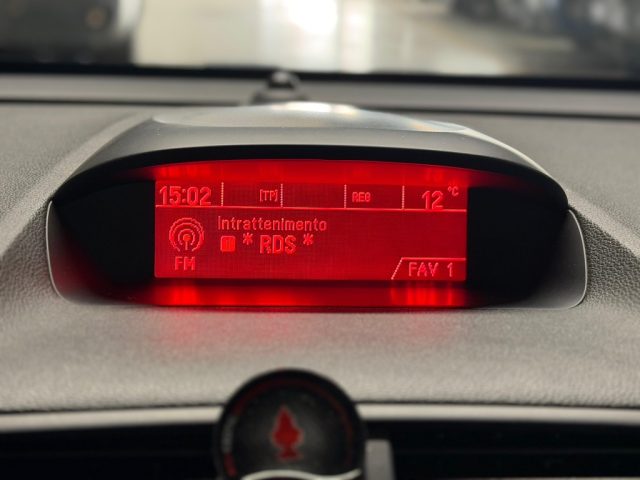 15:02 [TP] REG 12 °C
Intrattenimento
* RDS *
FM
FAV 1